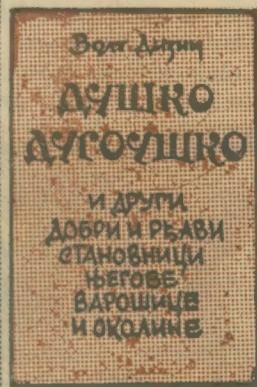 Волт Дизни
ДУШКО
ДУГОУШКО
И ДРУГИ
ДОБРИ И РЂАВИ
СТАНОВНИЦИ
ЊЕГОВЕ
ВАРОШИЦЕ
И ОКОЛИНЕ